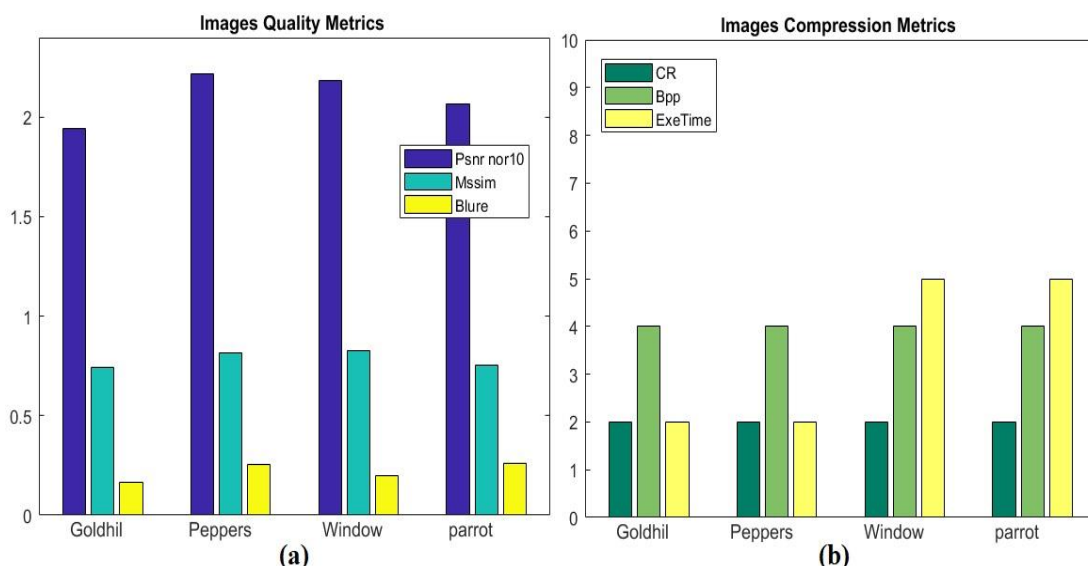 Images Quality Metrics
2
1.5
1
0.5
0
Psnr nor10
Mssim
Blure
Goldhil Peppers Window parrot
(a)
Images Compression Metrics
10
9
8
7
6
5
4
3
2
1
0
CR
Bpp
ExeTime
Goldhil Peppers Window parrot
(b)